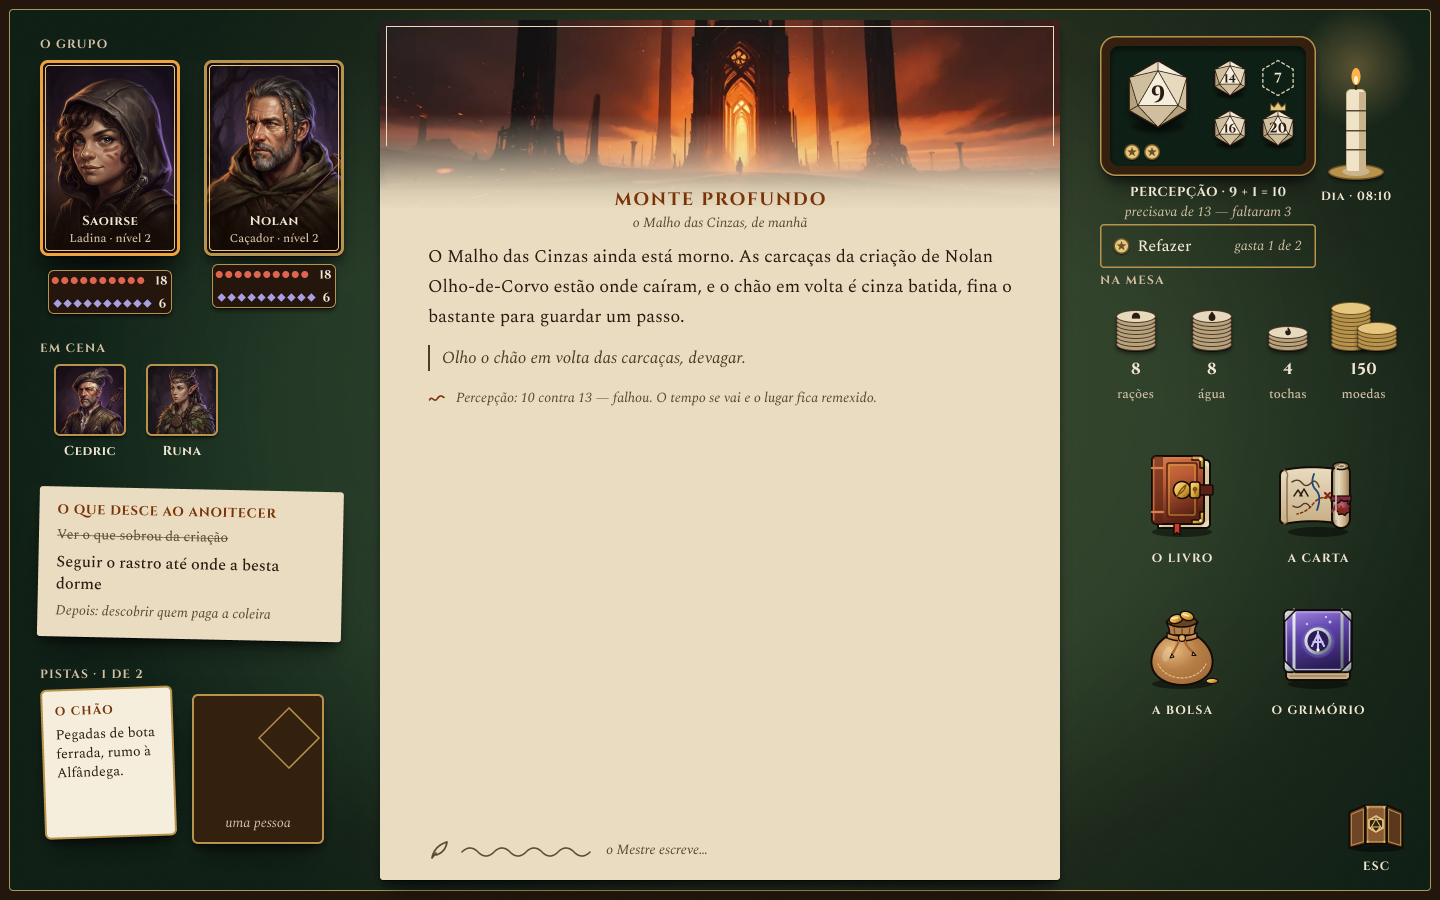 O GRUPO
SAOIRSE
Ladina · nível 2
18
6
NOLAN
Caçador · nível 2
18
6
EM CENA
CEDRIC
RUNA
O QUE DESCE AO ANOITECER
Ver o que sobrou da criação
Seguir o rastro até onde a besta
dorme
Depois: descobrir quem paga a coleira
PISTAS · 1 DE 2
O CHÃO
Pegadas de bota
ferrada, rumo à
Alfândega.
uma pessoa
MONTE PROFUNDO
o Malho das Cinzas, de manhã
O Malho das Cinzas ainda está morno. As carcaças da criação de Nolan
Olho-de-Corvo estão onde caíram, e o chão em volta é cinza batida, fina o
bastante para guardar um passo.
Olho o chão em volta das carcaças, devagar.
Percepção: 10 contra 13 — falhou. O tempo se vai e o lugar fica remexido.
o Mestre escreve...
9
14
7
16
20
PERCEPÇÃO · 9 + 1 = 10
precisava de 13 — faltaram 3
DIA · 08:10
Refazer
gasta 1 de 2
NA MESA
8
rações
8
água
4
tochas
150
moedas
O LIVRO
A CARTA
A BOLSA
O GRIMÓRIO
ESC